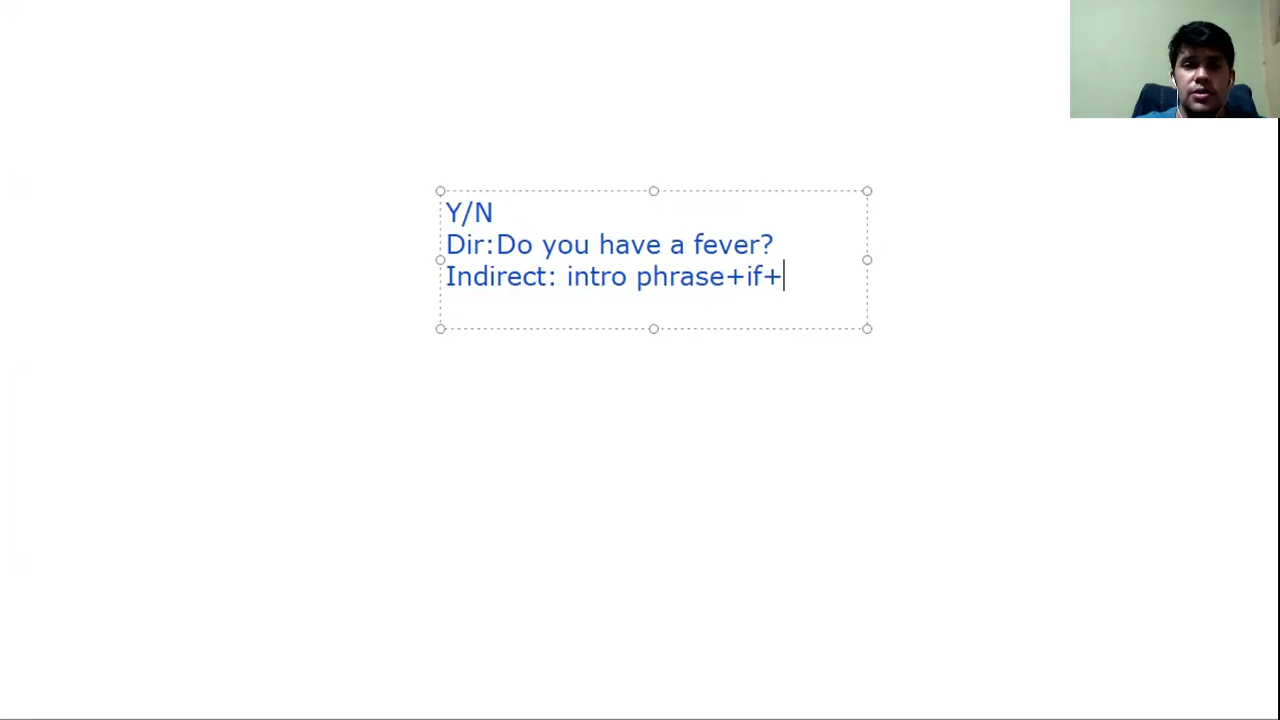 Y/N
Dir:Do you have a fever?
Indirect: intro phrase+if+